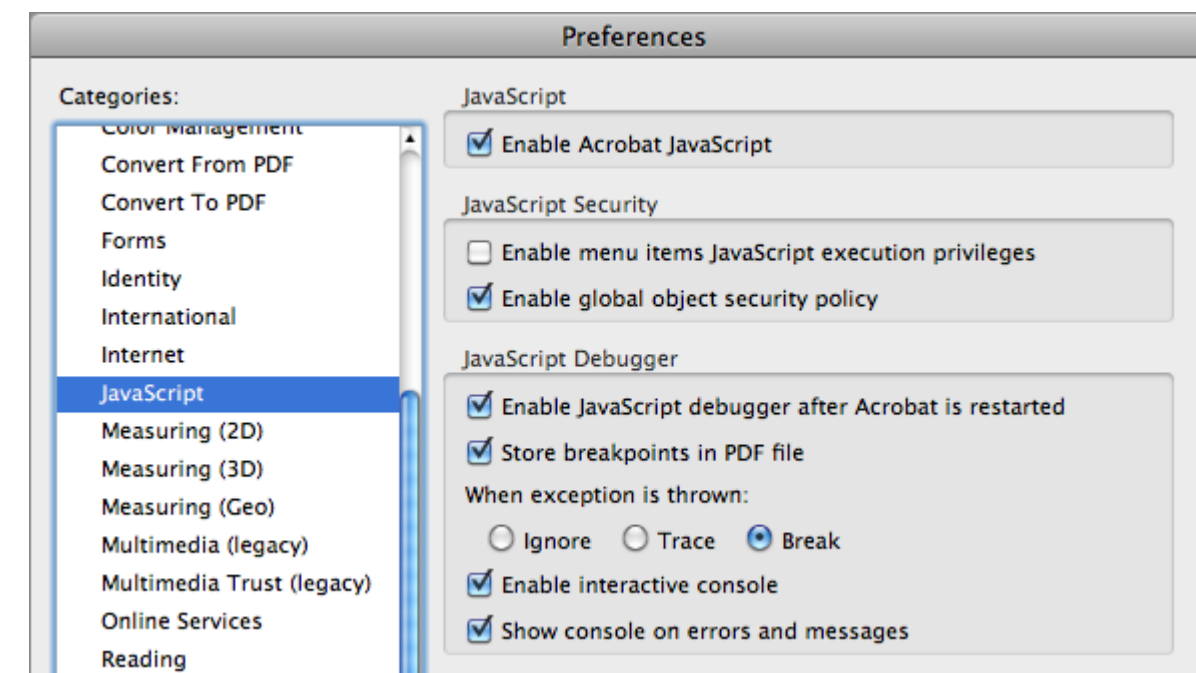 Preferences
Categories:
Color Management
Convert From PDF
Convert To PDF
Forms
Identity
International
Internet
JavaScript
Measuring (2D)
Measuring (3D)
Measuring (Geo)
Multimedia (legacy)
Multimedia Trust (legacy)
Online Services
Reading
JavaScript
Enable Acrobat JavaScript
JavaScript Security
Enable menu items JavaScript execution privileges
Enable global object security policy
JavaScript Debugger
Enable JavaScript debugger after Acrobat is restarted
Store breakpoints in PDF file
When exception is thrown:
Ignore Trace Break
Enable interactive console
Show console on errors and messages